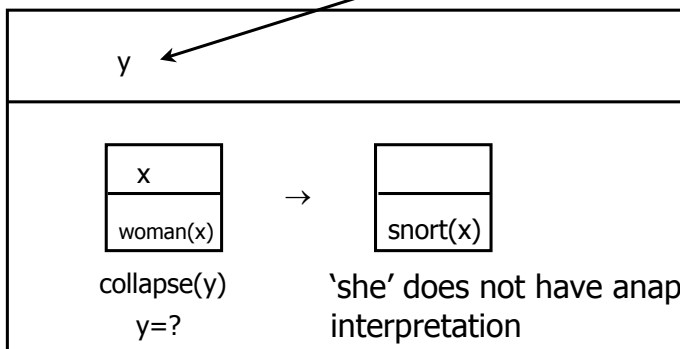 y
x
→
woman(x)
snort(x)
collapse(y)
‘she’ does not have anap
y=?
interpretation